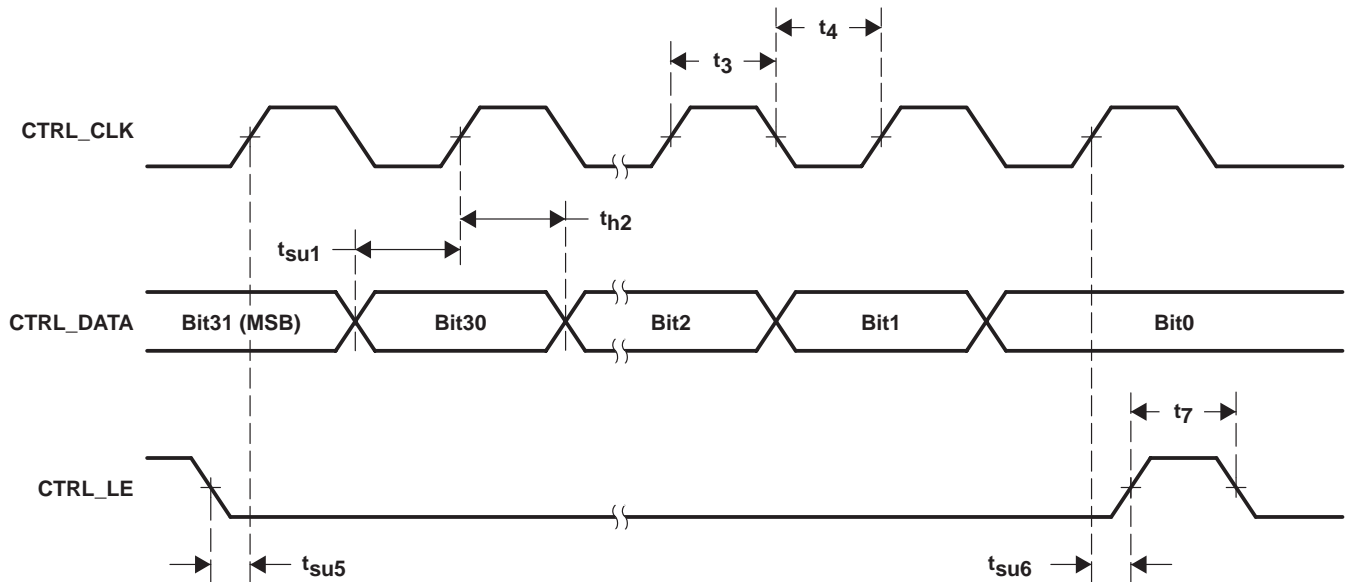 t4
t3
CTRL_CLK
th2
tsu1
CTRL_DATA Bit31 (MSB) Bit30 Bit2 Bit1 Bit0
t7
CTRL_LE
tsu5 tsu6